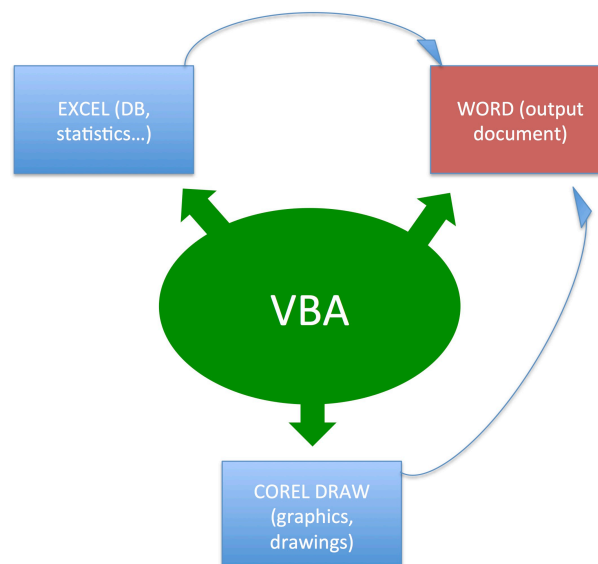 EXCEL (DB,
statistics...)
WORD (output
document)
VBA
COREL DRAW
(graphics,
drawings)